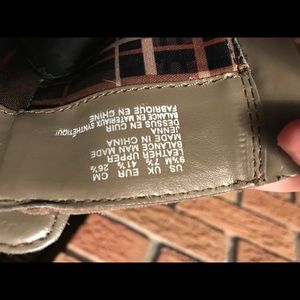 US UK EUR CM
9½M 7½ 41½ 26½
LEATHER UPPER
BALANCE MAN MADE
MADE IN CHINA
JENNA
DESSUS EN CUIR
BALANCE EN MATERIAUX SYNTHÉTIQUE
FABRIQUE EN CHINE